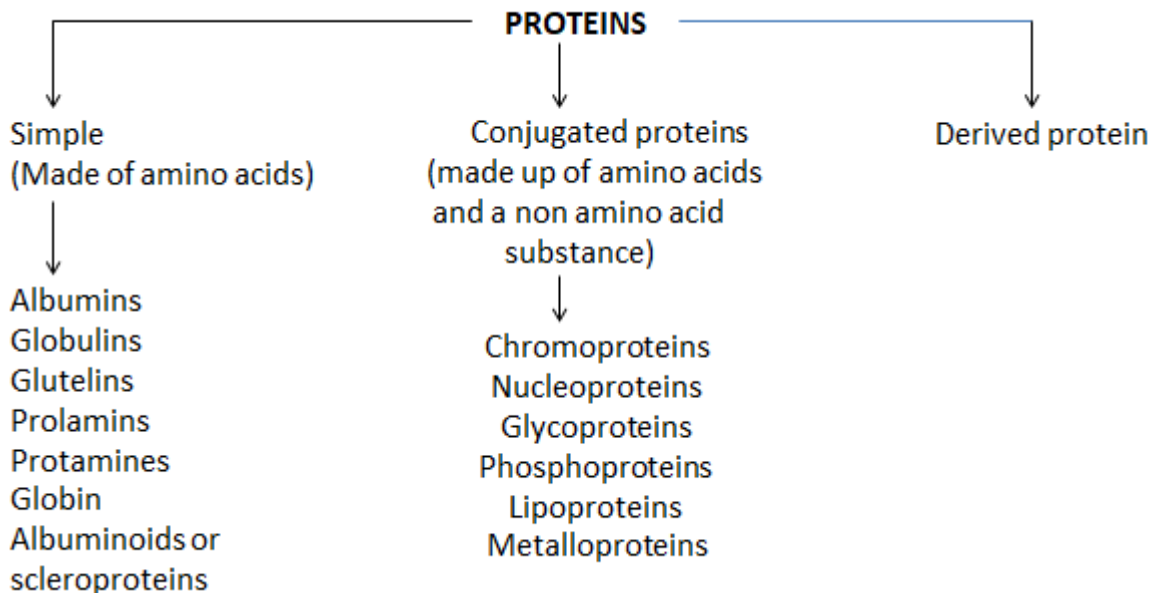 PROTEINS
Simple
(Made of amino acids)
Albumins
Globulins
Glutelins
Prolamins
Protamines
Globin
Albuminoids or
scleroproteins
Conjugated proteins
(made up of amino acids
and a non amino acid
substance)
Chromoproteins
Nucleoproteins
Glycoproteins
Phosphoproteins
Lipoproteins
Metalloproteins
Derived protein